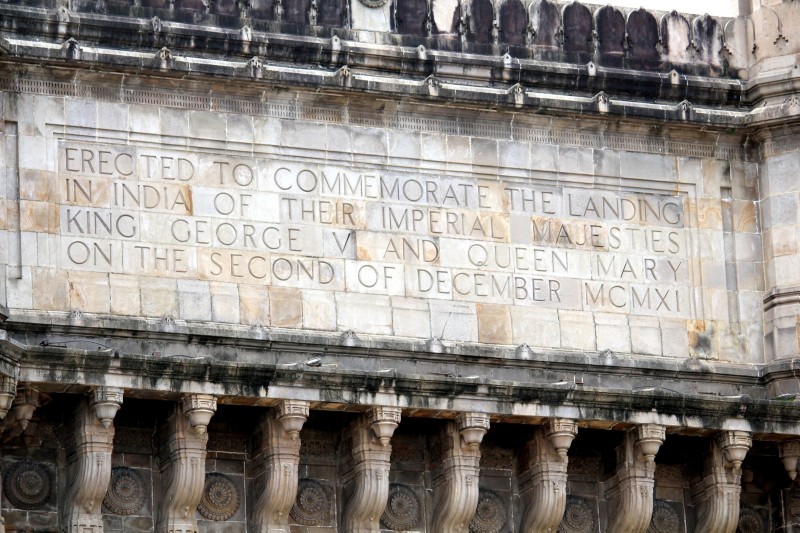 ERECTED TO COMMEMORATE THE LANDING
IN INDIA OF THEIR IMPERIAL MAJESTIES
KING GEORGE V AND QUEEN MARY
ON THE SECOND OF DECEMBER MCMXI